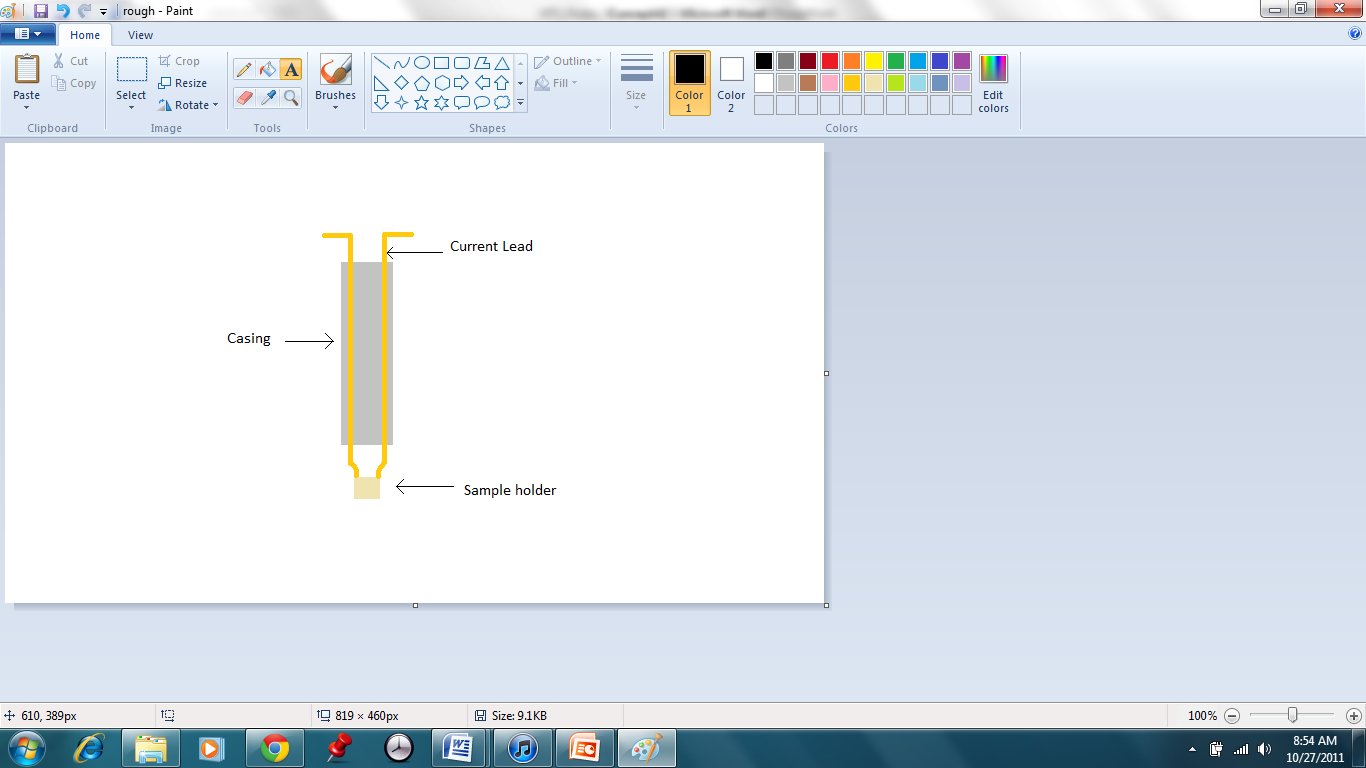 rough - Paint
Home
View
Paste
Cut
Copy
Clipboard
Select
Crop
Resize
Rotate
Image
A
Tools
Brushes
Shapes
Outline
Fill
Size
Color
1
Color
2
Edit
colors
Colors
Current Lead
Casing
Sample holder
610, 389px
819 × 460px
Size: 9.1KB
100%
8:54 AM
10/27/2011